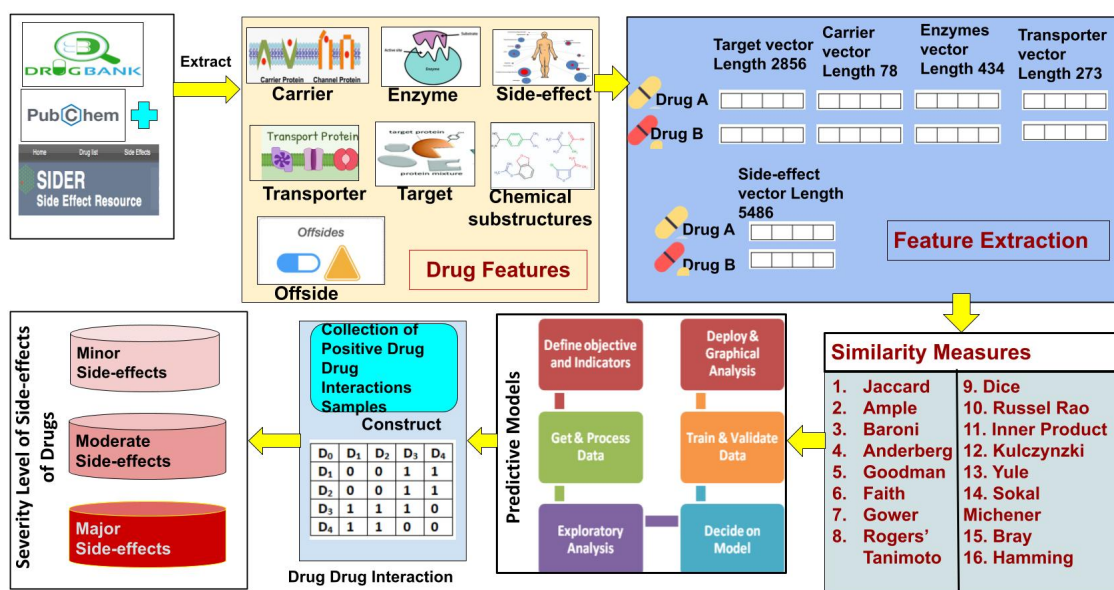 DRUGBANK
PubChem
Home Drug list Side Effects
SIDER
Side Effect Resource
Extract
Carrier Protein Channel Protein
Carrier
Substrate
Active site
Enzyme
Enzyme
Side-effect
Transport Protein
Transporter
target protein
protein mixture
Target
Chemical
substructures
Offsides
Offside
Drug Features
Target vector
Length 2856
Carrier
vector
Length 78
Enzymes
vector
Length 434
Transporter
vector
Length 273
Drug A
Drug B
Side-effect
vector Length
5486
Drug A
Drug B
Feature Extraction
Similarity Measures
1. Jaccard
2. Ample
3. Baroni
4. Anderberg
5. Goodman
6. Faith
7. Gower
8. Rogers’
Tanimoto
9. Dice
10. Russel Rao
11. Inner Product
12. Kulczynzki
13. Yule
14. Sokal
Michener
15. Bray
16. Hamming
Predictive Models
Define objective
and Indicators
Get & Process
Data
Exploratory
Analysis
Decide on
Model
Train & Validate
Data
Deploy &
Graphical
Analysis
Collection of
Positive Drug
Drug
Interactions
Samples
Construct
D₀ D₁ D₂ D₃ D₄
D₁ 0 0 1 1
D₂ 0 0 1 1
D₃ 1 1 1 0
D₄ 1 1 0 0
Drug Drug Interaction
Severity Level of Side-effects
of Drugs
Minor
Side-effects
Moderate
Side-effects
Major
Side-effects